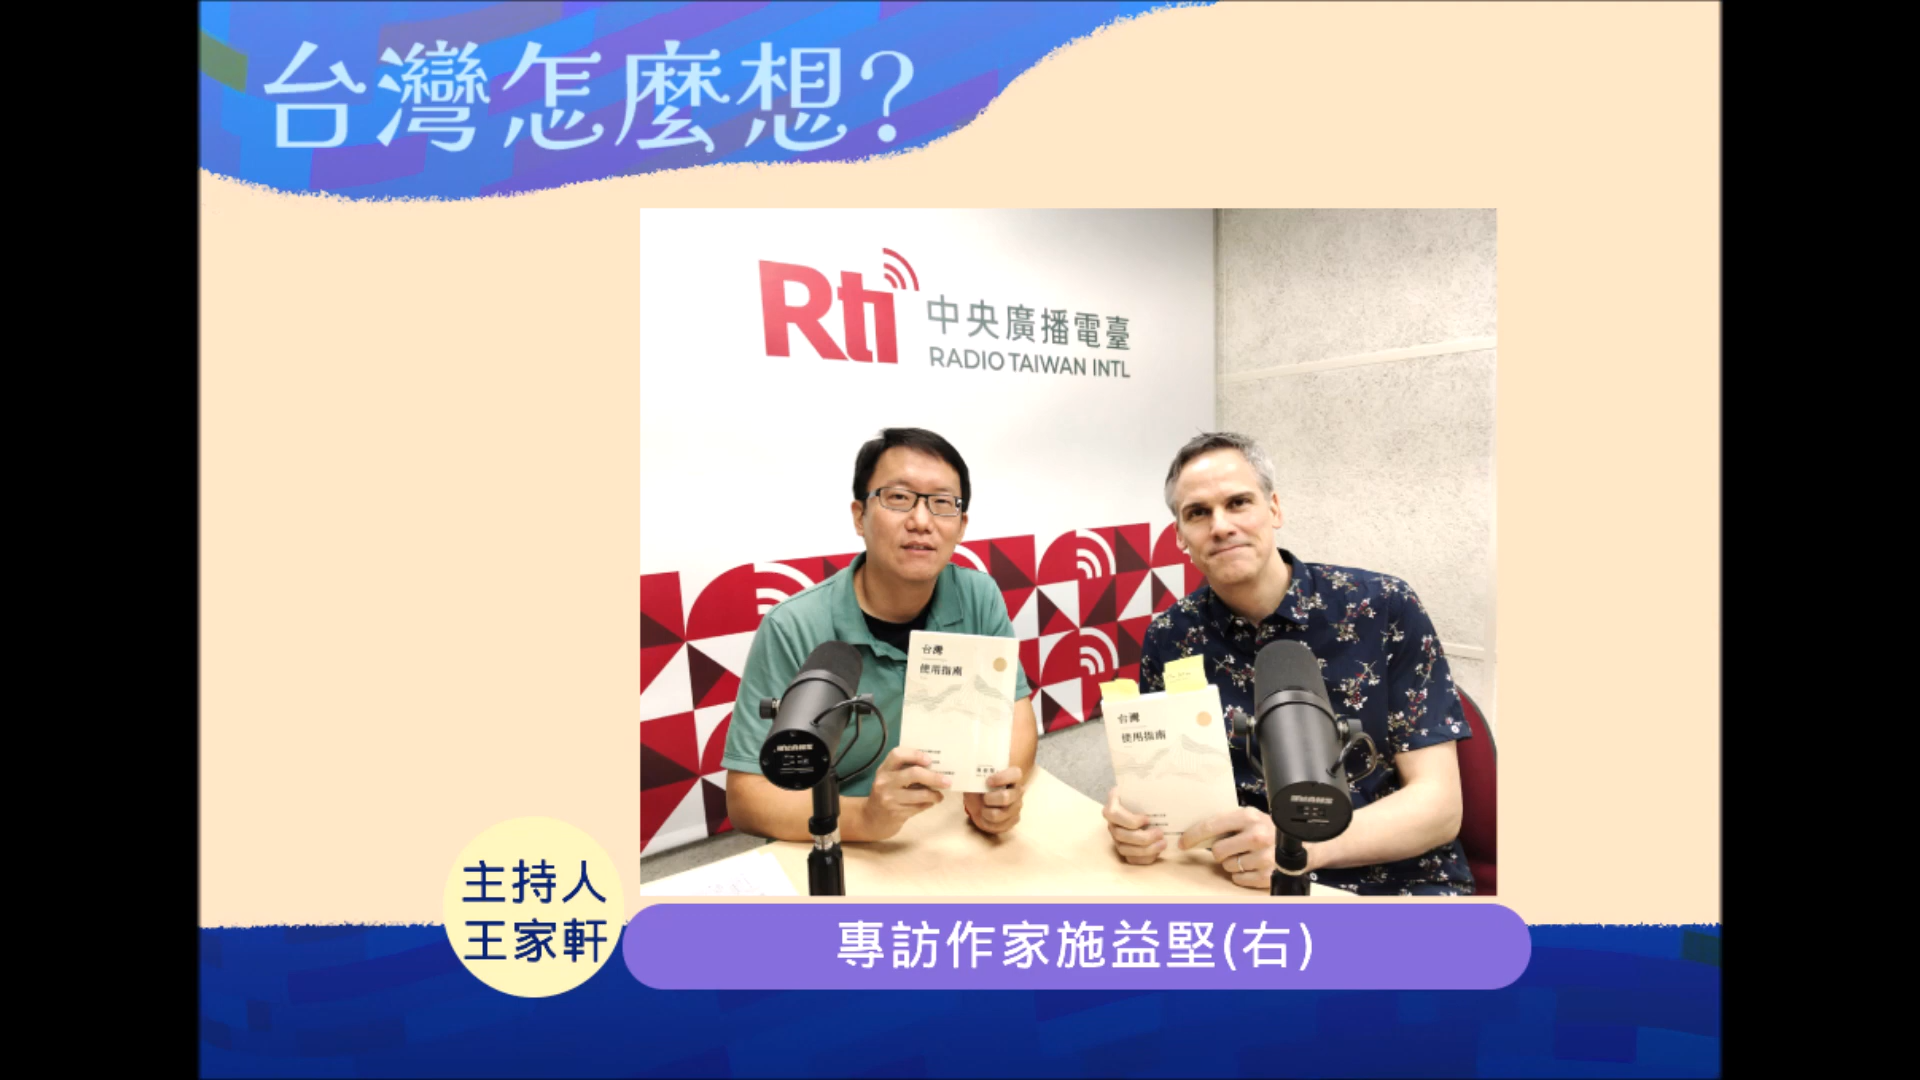 台灣怎麼想?
Rti
中央廣播電臺
RADIO TAIWAN INTL
台灣
使用指南
台灣
使用指南
主持人
王家軒
專訪作家施益堅(右)